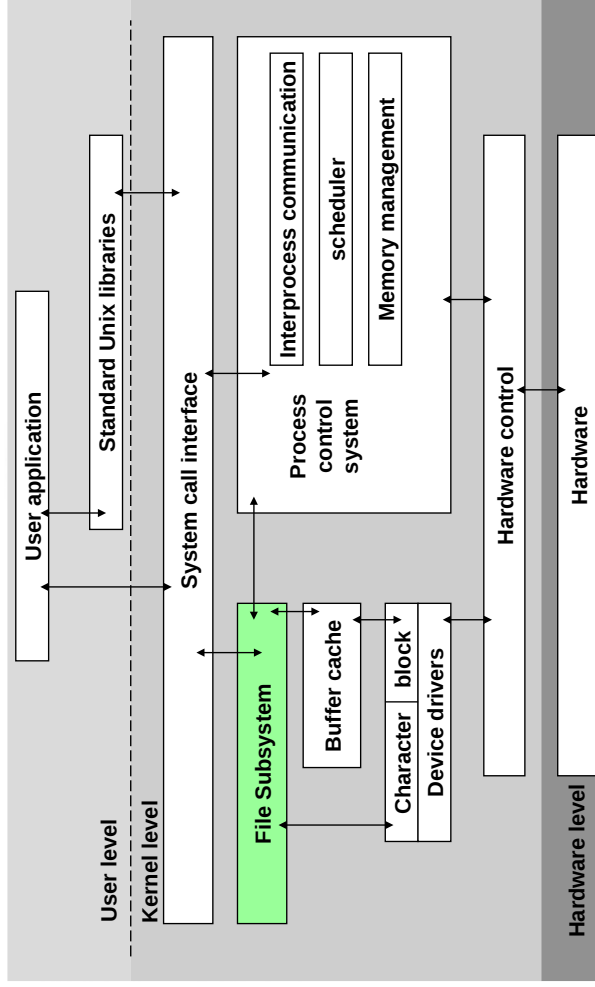 User application
Standard Unix libraries
User level
Kernel level
System call interface
File Subsystem
Process
control
system
Interprocess communication
scheduler
Memory management
Buffer cache
Character
block
Device drivers
Hardware control
Hardware level
Hardware